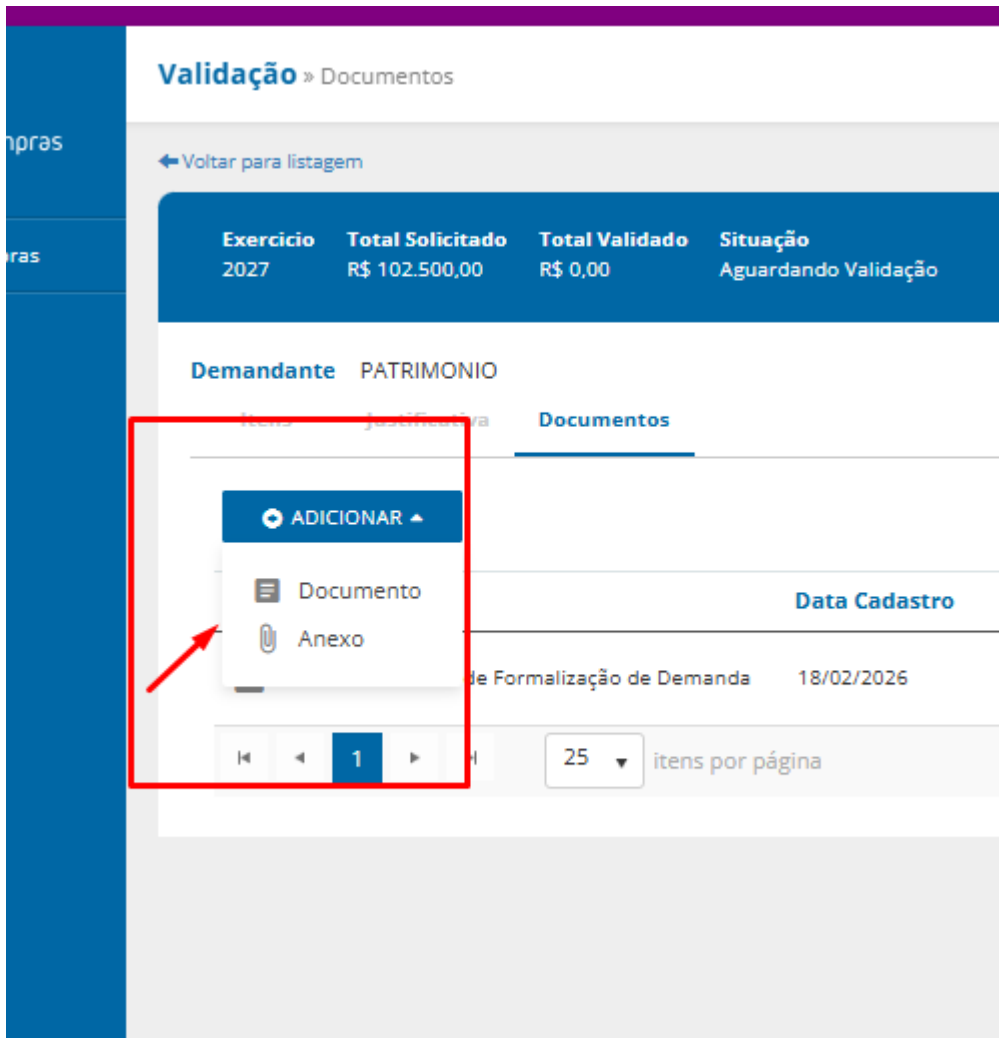 Validação » Documentos
Voltar para listagem
Exercicio Total Solicitado Total Validado Situação
2027 R$ 102.500,00 R$ 0,00 Aguardando Validação
Demandante PATRIMONIO
Itens Justificativa Documentos
ADICIONAR
Documento
Data Cadastro
Anexo
de Formalização de Demanda 18/02/2026
1 25 itens por página